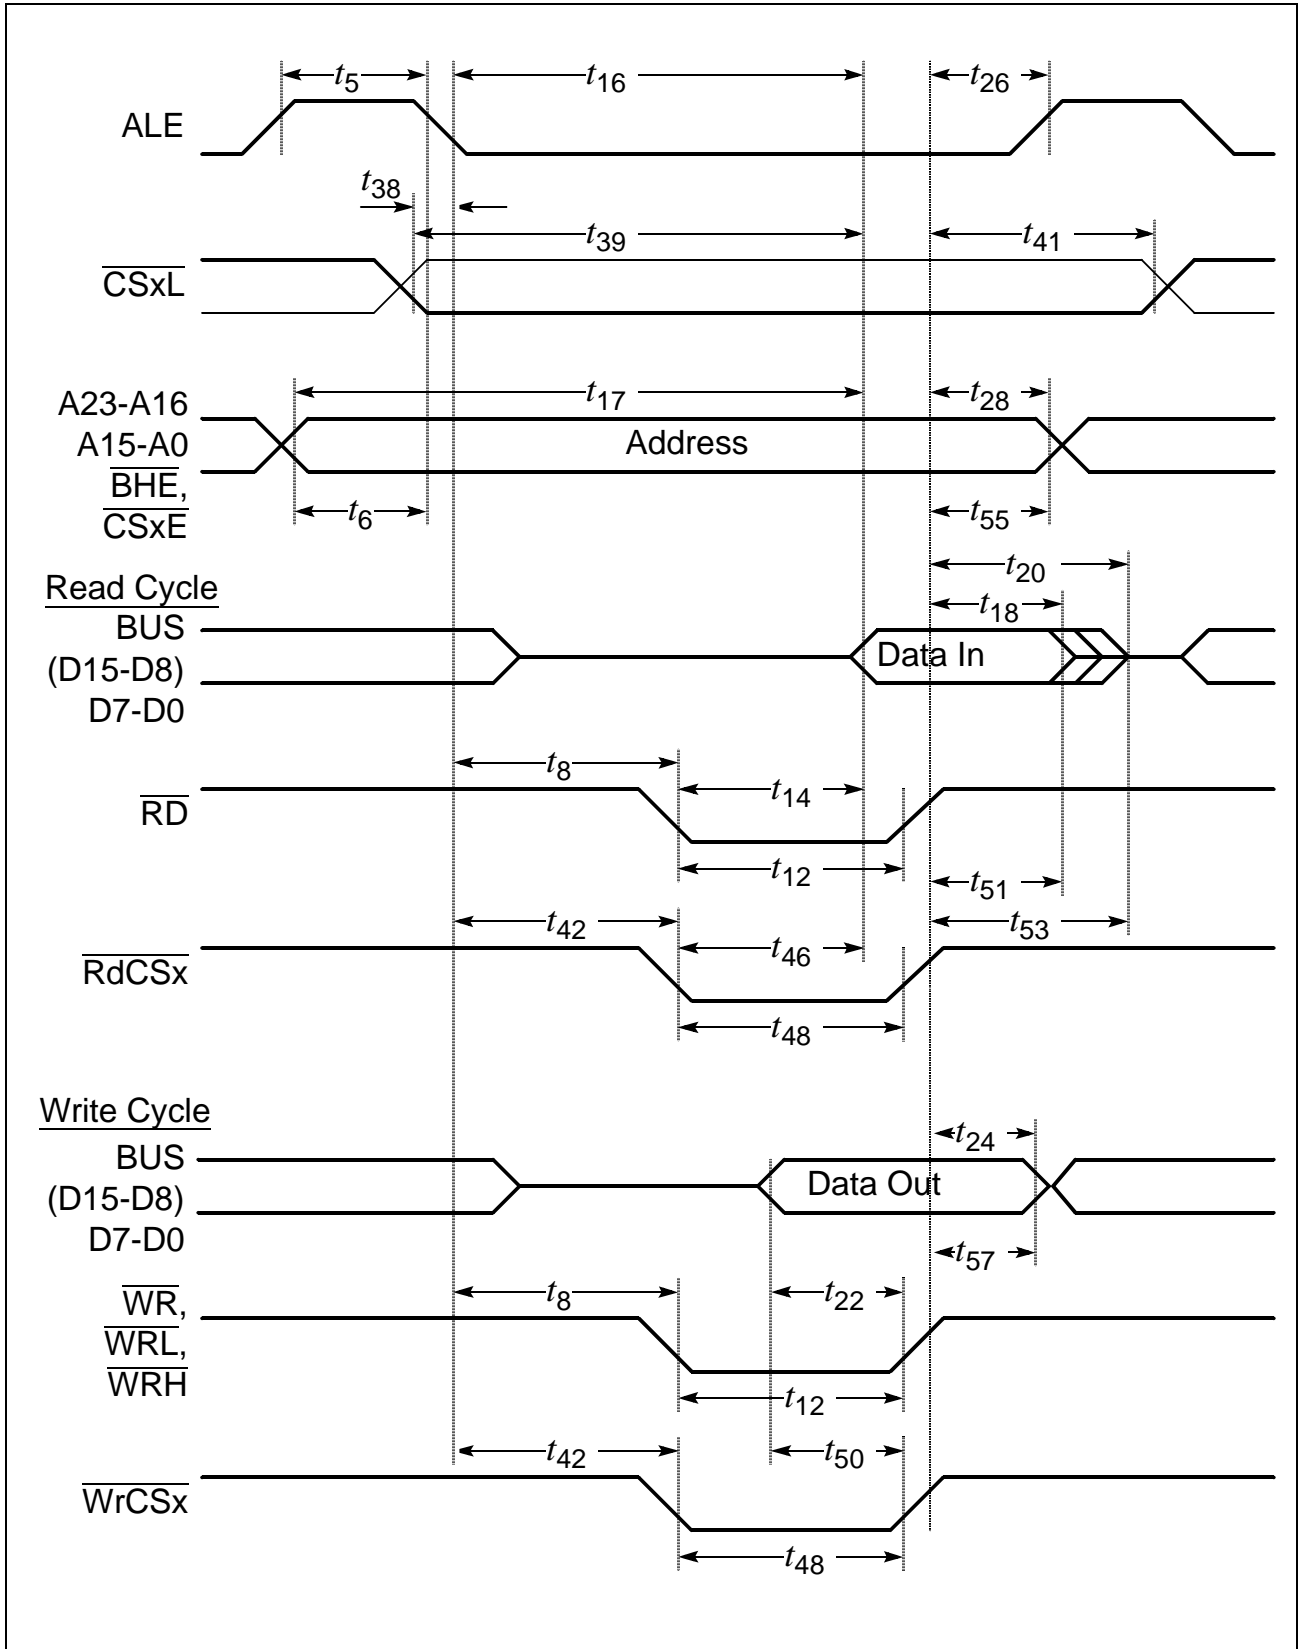 t5 t16 t26
ALE
t38
t39 t41
CSxL
t17 t28
A23-A16
A15-A0 Address
BHE,
CSxE t6 t55
t20
Read Cycle
t18
BUS
(D15-D8) Data In
D7-D0
t8
RD t14
t12 t51
t42 t53
RdCSx t46
t48
Write Cycle
t24
BUS
(D15-D8) Data Out
D7-D0 t57
WR, t8 t22
WRL,
WRH
t12
t42 t50
WrCSx
t48